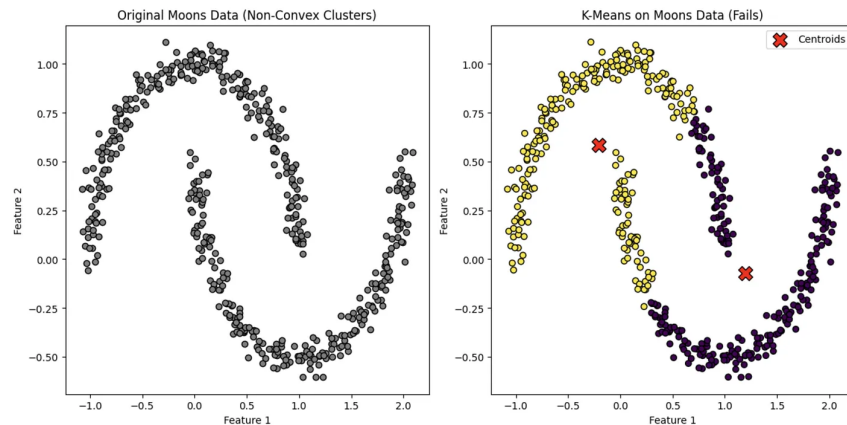 Original Moons Data (Non-Convex Clusters)
1.00
0.75
0.50
0.25
0.00
−0.25
−0.50
Feature 2
−1.0 −0.5 0.0 0.5 1.0 1.5 2.0
Feature 1
K-Means on Moons Data (Fails)
Centroids
1.00
0.75
0.50
0.25
0.00
−0.25
−0.50
Feature 2
−1.0 −0.5 0.0 0.5 1.0 1.5 2.0
Feature 1